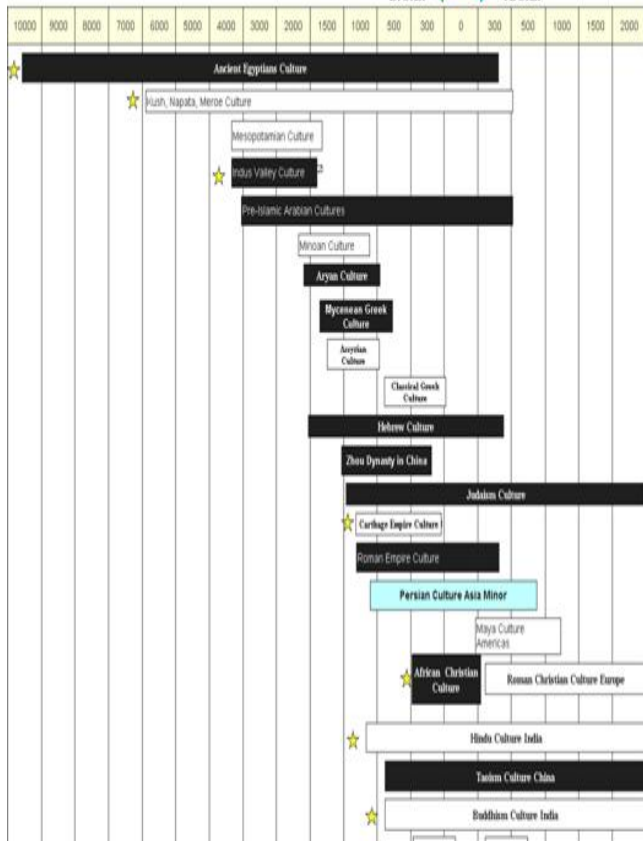 10000 9000 7000 6000 4000 3000 2000 1500 1000 500 300 0 300 500 1000 1500 2000
Ancient Egyptians Culture
Kush, Napata, Meroe Culture
Mesopotamian Culture
Indus Valley Culture
Pre-Islamic Arabian Cultures
Minoan Culture
Aryan Culture
Mycenean Greek
Culture
Assyrian
Culture
Classical Greek
Culture
Hebrew Culture
Zhou Dynasty in China
Judaism Culture
Carthage Empire Culture
Roman Empire Culture
Persian Culture Asia Minor
Maya Culture
Americas
African Christian
Culture
Roman Christian Culture Europe
Hindu Culture India
Taoism Culture China
Buddhism Culture India